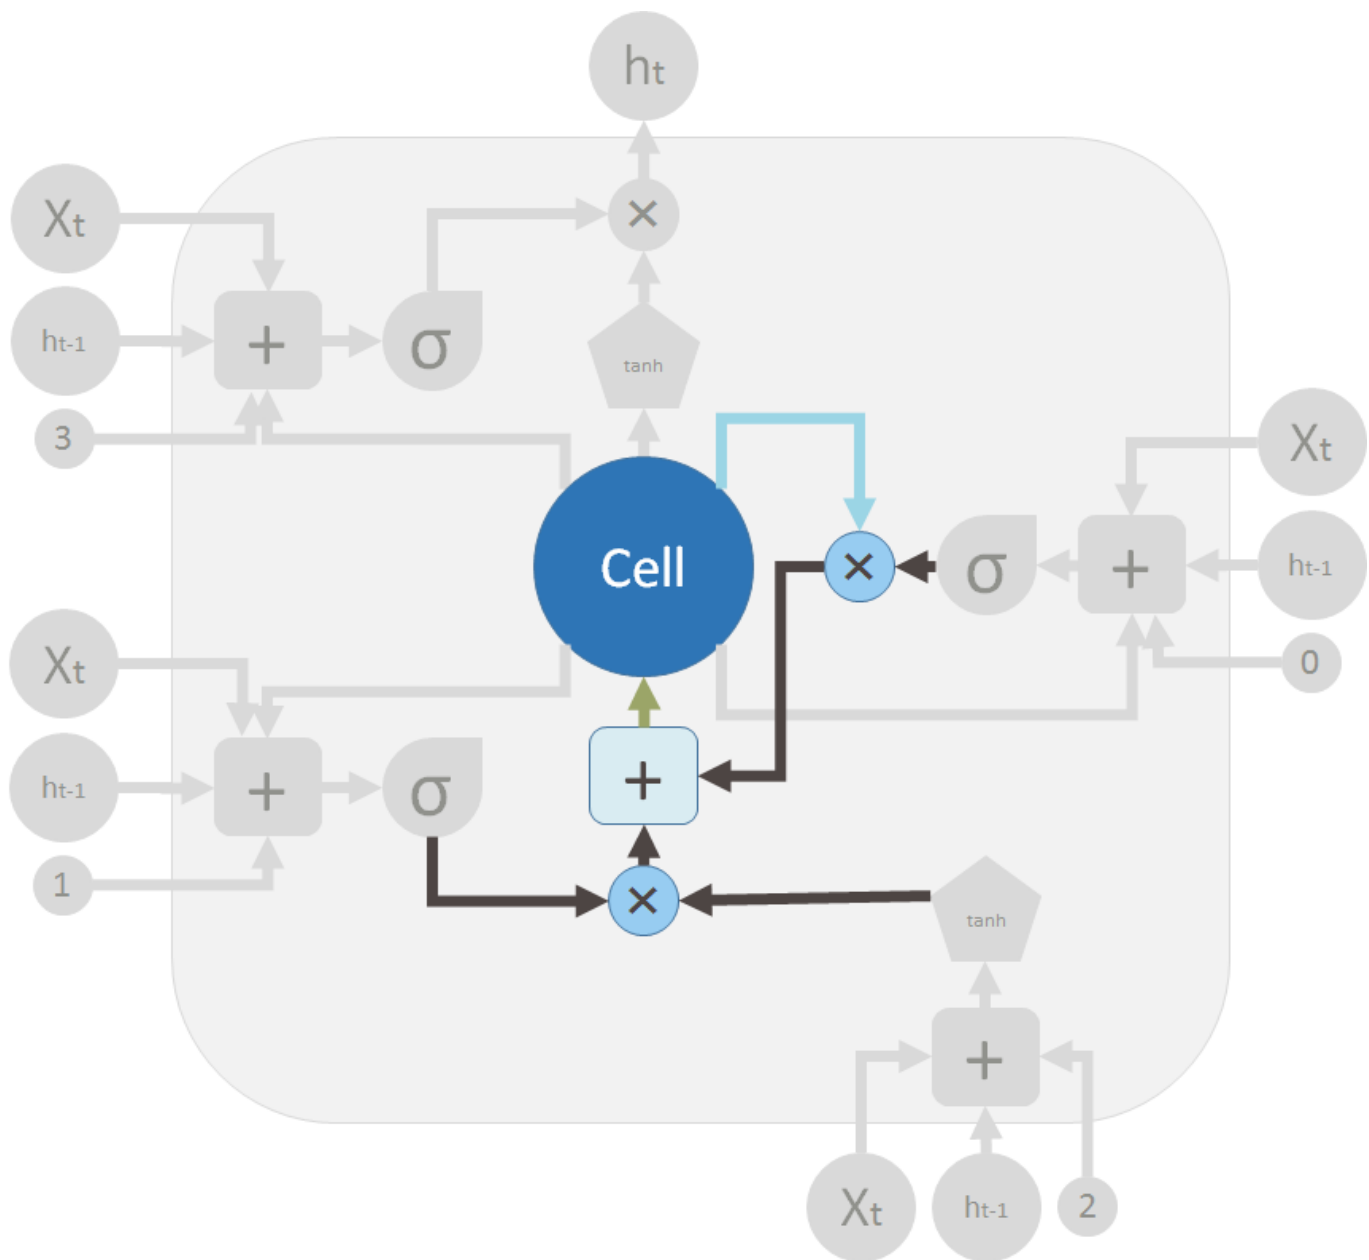 ht
Xt
×
ht-1
+
σ
tanh
3
Xt
Cell
×
σ
+
ht-1
Xt
0
ht-1
+
σ
+
1
×
tanh
+
Xt
ht-1
2